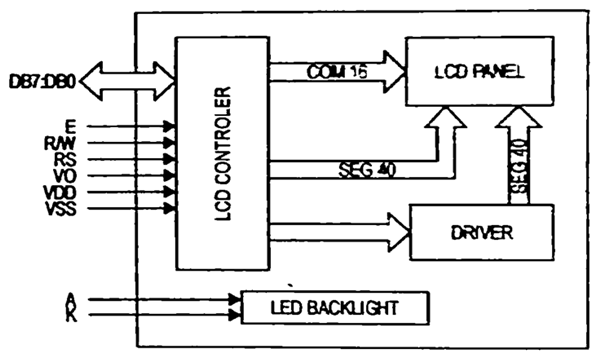 DB7:DB0
E
R/W
RS
VO
VDD
VSS
A
K
LCD CONTROLER
COM 16
LCD PANEL
SEG 40
SEG 40
DRIVER
LED BACKLIGHT